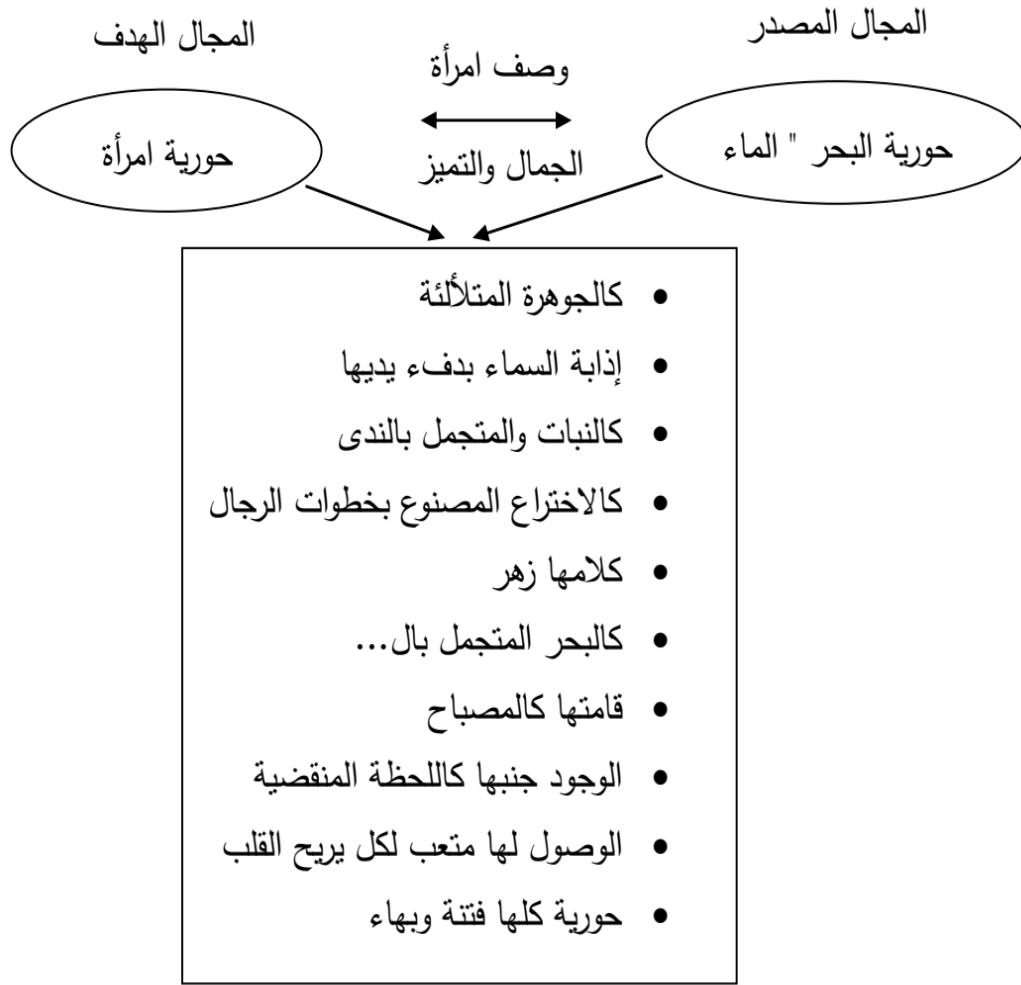 المجال المصدر
المجال الهدف
وصف امرأة
حورية البحر " الماء
حورية امرأة
الجمال والتميز
• كالجوهرة المتلألئة
• إذابة السماء بدفء يديها
• كالنبات والمتجمل بالندى
• كالاختراع المصنوع بخطوات الرجال
• كلامها زهر
• كالبحر المتجمل بال...
• قامتها كالمصباح
• الوجود جنبها كاللحظة المنقضية
• الوصول لها متعب لكل يريح القلب
• حورية كلها فتنة وبهاء